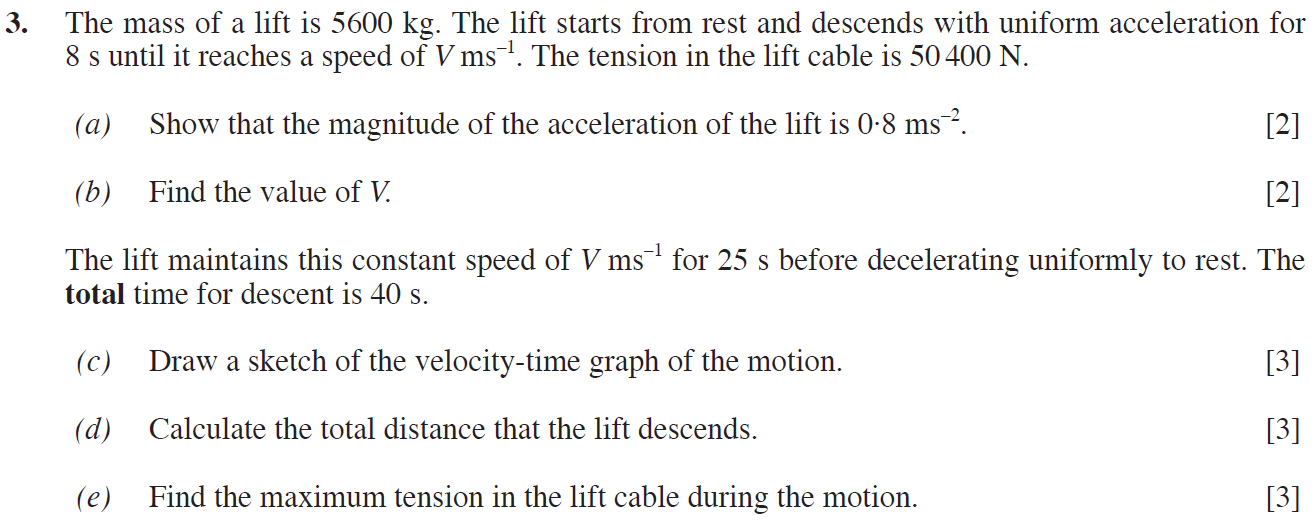 3. The mass of a lift is 5600 kg. The lift starts from rest and descends with uniform acceleration for
8 s until it reaches a speed of V ms⁻¹. The tension in the lift cable is 50 400 N.
(a) Show that the magnitude of the acceleration of the lift is 0·8 ms⁻². [2]
(b) Find the value of V. [2]
The lift maintains this constant speed of V ms⁻¹ for 25 s before decelerating uniformly to rest. The
total time for descent is 40 s.
(c) Draw a sketch of the velocity-time graph of the motion. [3]
(d) Calculate the total distance that the lift descends. [3]
(e) Find the maximum tension in the lift cable during the motion. [3]